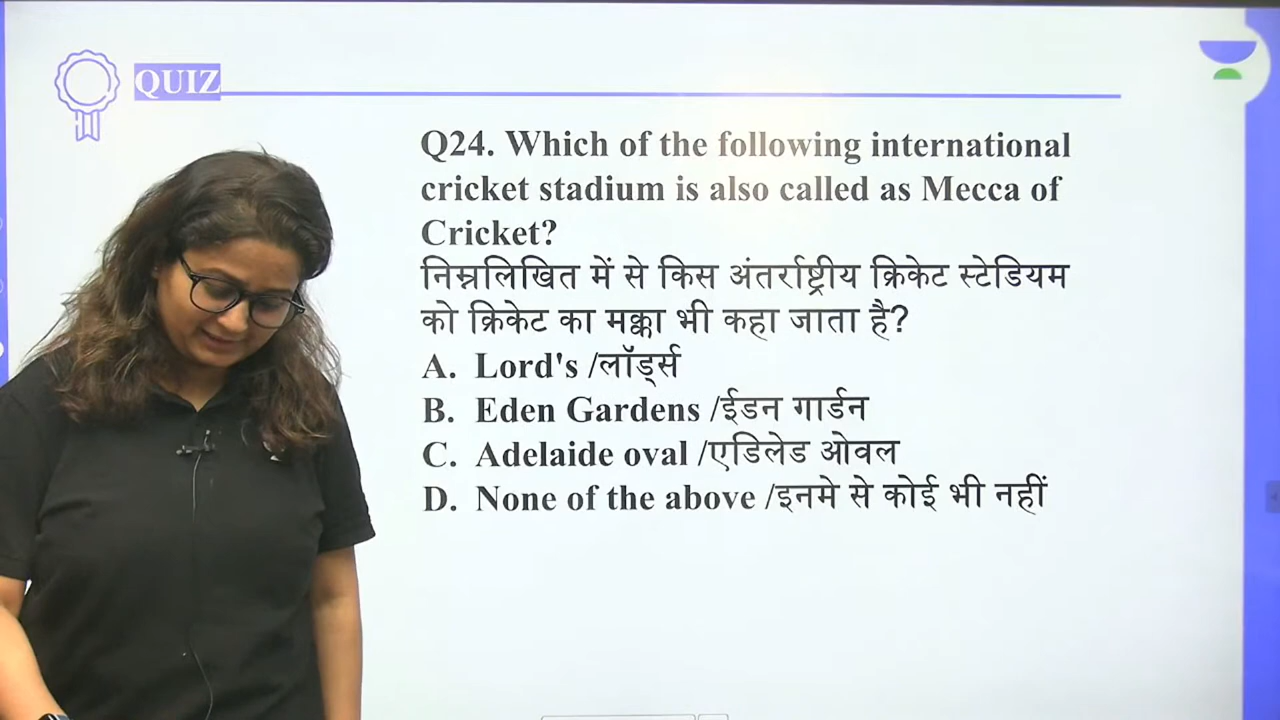 QUIZ
Q24. Which of the following international
cricket stadium is also called as Mecca of
Cricket?
निम्नलिखित में से किस अंतर्राष्ट्रीय क्रिकेट स्टेडियम
को क्रिकेट का मक्का भी कहा जाता है?
A. Lord's /लॉर्ड्स
B. Eden Gardens /ईडन गार्डन
C. Adelaide oval /एडिलेड ओवल
D. None of the above /इनमे से कोई भी नहीं